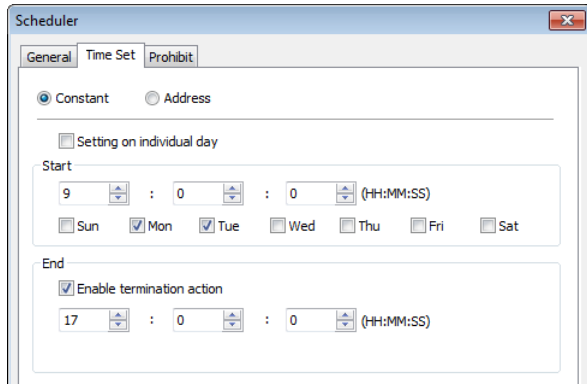 Scheduler
General Time Set Prohibit
Constant Address
Setting on individual day
Start
9 : 0 : 0 (HH:MM:SS)
Sun Mon Tue Wed Thu Fri Sat
End
Enable termination action
17 : 0 : 0 (HH:MM:SS)